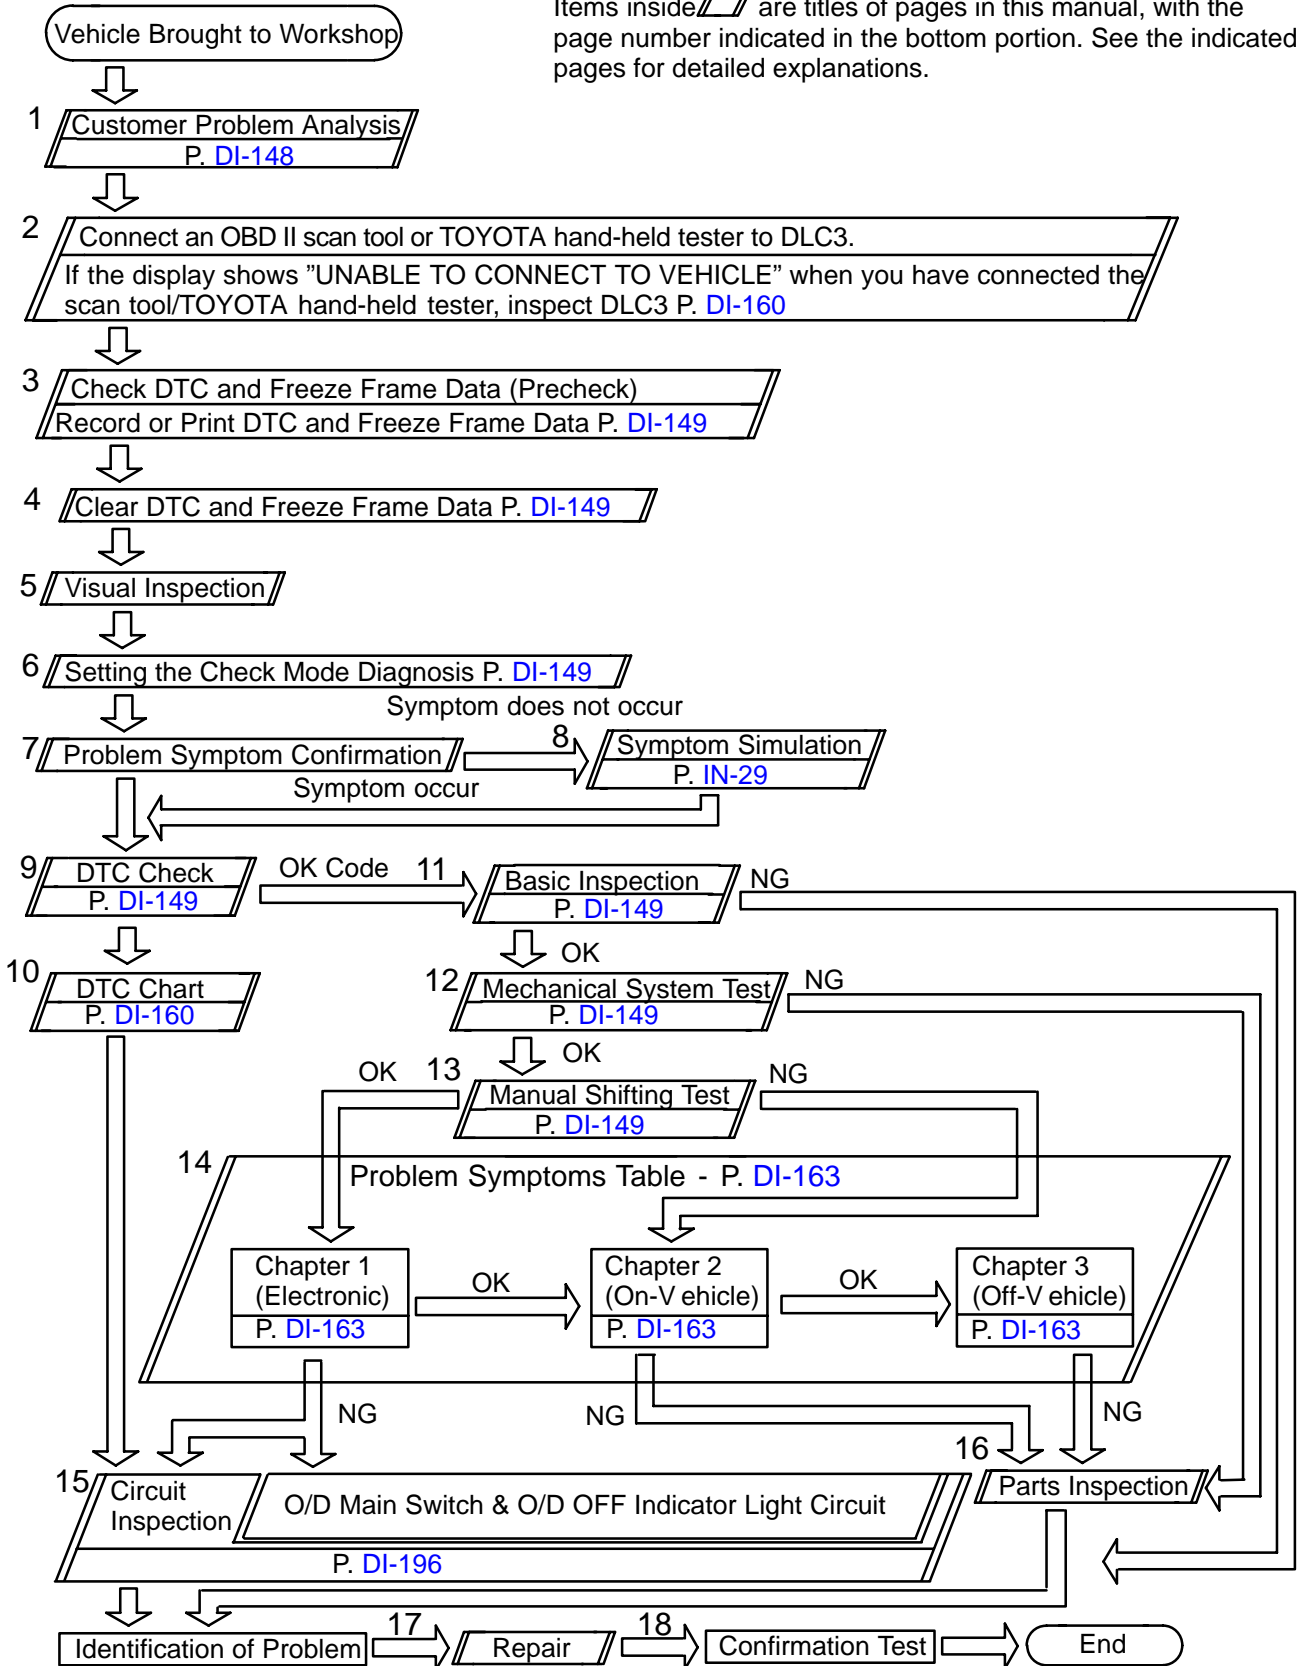 Vehicle Brought to Workshop
Items inside are titles of pages in this manual, with the
page number indicated in the bottom portion. See the indicated
pages for detailed explanations.
1
Customer Problem Analysis
P. DI-148
2
Connect an OBD II scan tool or TOYOTA hand-held tester to DLC3.
If the display shows ”UNABLE TO CONNECT TO VEHICLE” when you have connected the
scan tool/TOYOTA hand-held tester, inspect DLC3 P. DI-160
3
Check DTC and Freeze Frame Data (Precheck)
Record or Print DTC and Freeze Frame Data P. DI-149
4
Clear DTC and Freeze Frame Data P. DI-149
5
Visual Inspection
6
Setting the Check Mode Diagnosis P. DI-149
Symptom does not occur
7
Problem Symptom Confirmation
8
Symptom Simulation
P. IN-29
Symptom occur
9
DTC Check
P. DI-149
OK Code
11
Basic Inspection
P. DI-149
NG
OK
10
DTC Chart
P. DI-160
12
Mechanical System Test
P. DI-149
NG
OK
OK
13
Manual Shifting Test
P. DI-149
NG
14
Problem Symptoms Table - P. DI-163
Chapter 1
(Electronic)
P. DI-163
OK
Chapter 2
(On-V ehicle)
P. DI-163
OK
Chapter 3
(Off-V ehicle)
P. DI-163
NG
NG
NG
15
Circuit
Inspection
O/D Main Switch & O/D OFF Indicator Light Circuit
P. DI-196
16
Parts Inspection
Identification of Problem
17
Repair
18
Confirmation Test
End